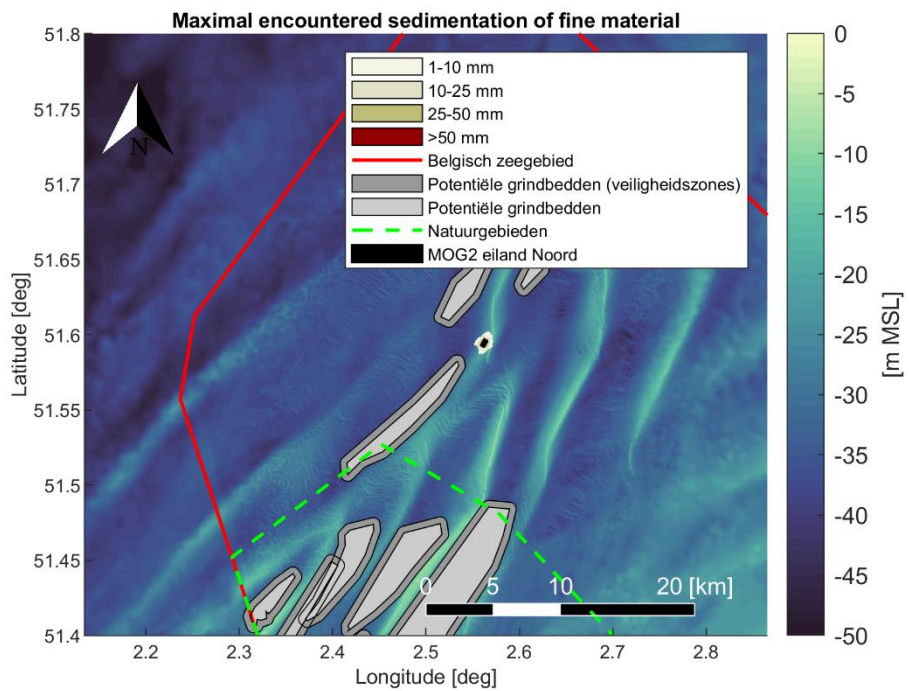 Maximal encountered sedimentation of fine material
1-10 mm
10-25 mm
25-50 mm
>50 mm
Belgisch zeegebied
Potentiële grindbedden (veiligheidszones)
Potentiële grindbedden
Natuurgebieden
MOG2 eiland Noord
N
51.8
51.75
51.7
51.65
51.6
51.55
51.5
51.45
51.4
Latitude [deg]
0 5 10 20 [km]
2.2 2.3 2.4 2.5 2.6 2.7 2.8
Longitude [deg]
0
-5
-10
-15
-20
-25
-30
-35
-40
-45
-50
[m MSL]